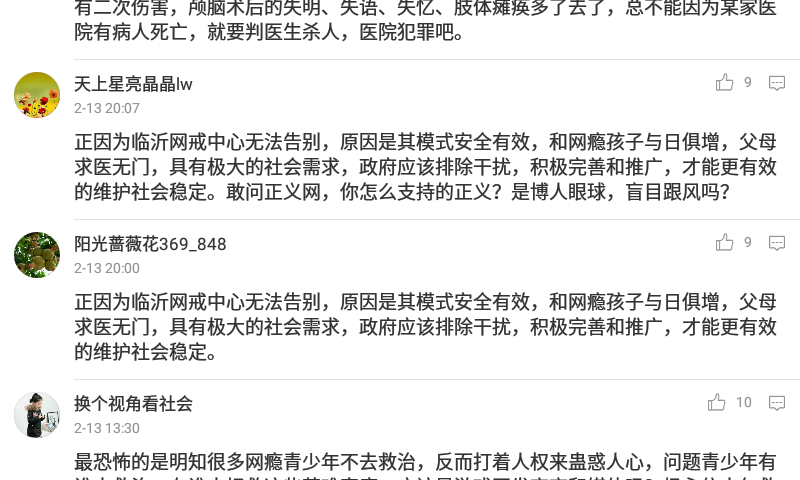 有二次伤害，颅脑术后的失明、失语、失忆、肢体瘫痪多了去了，总不能因为某家医
院有病人死亡，就要判医生杀人，医院犯罪吧。
天上星亮晶晶lw
9
2-13 20:07
正因为临沂网戒中心无法告别，原因是其模式安全有效，和网瘾孩子与日俱增，父母
求医无门，具有极大的社会需求，政府应该排除干扰，积极完善和推广，才能更有效
的维护社会稳定。敢问正义网，你怎么支持的正义？是博人眼球，盲目跟风吗？
阳光蔷薇花369_848
9
2-13 20:00
正因为临沂网戒中心无法告别，原因是其模式安全有效，和网瘾孩子与日俱增，父母
求医无门，具有极大的社会需求，政府应该排除干扰，积极完善和推广，才能更有效
的维护社会稳定。
换个视角看社会
10
2-13 13:30
最恐怖的是明知很多网瘾青少年不去救治，反而打着人权来蛊惑人心，问题青少年有